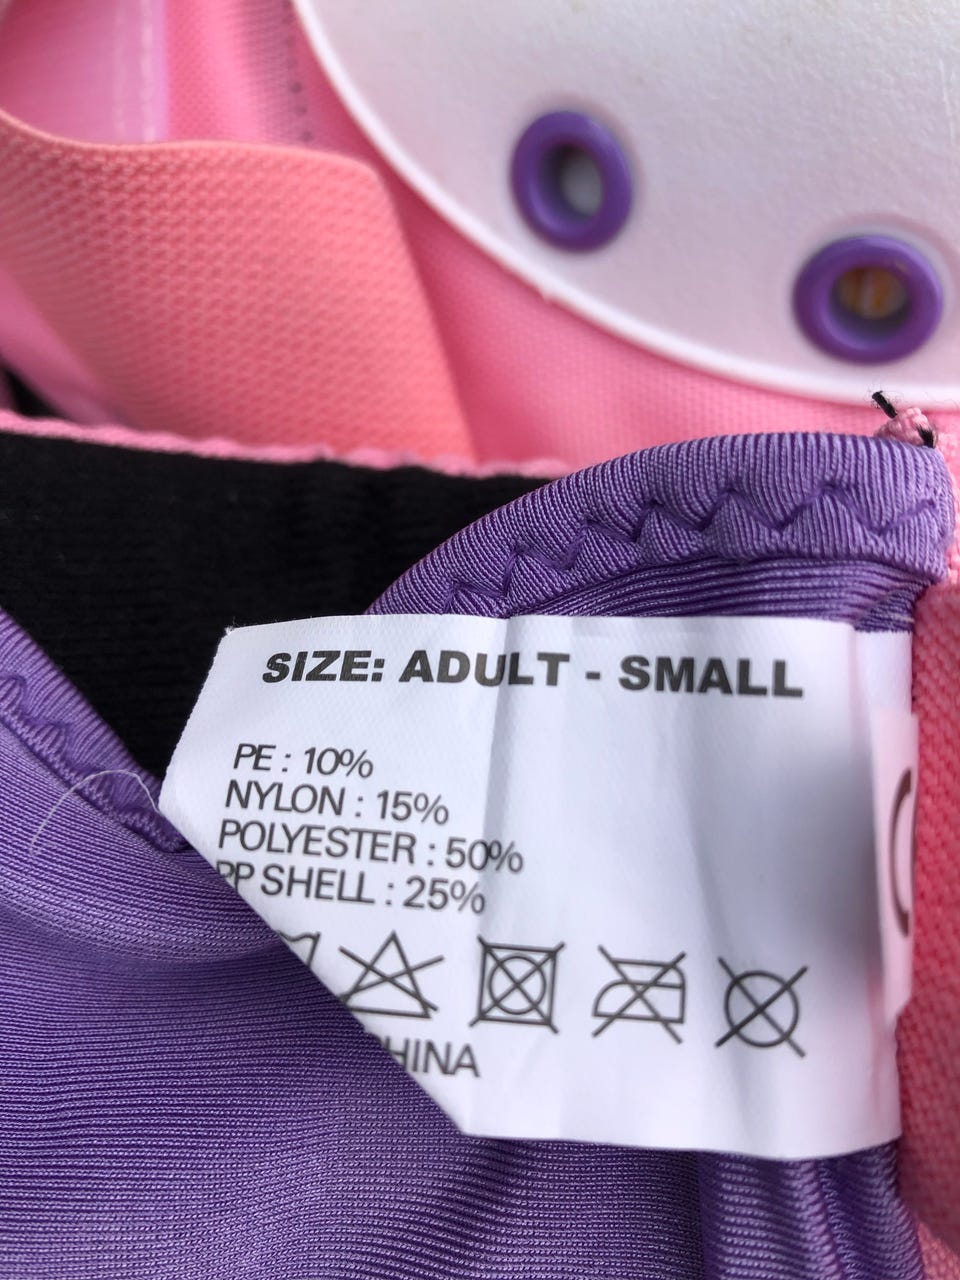 SIZE: ADULT - SMALL
PE : 10%
NYLON : 15%
POLYESTER : 50%
PP SHELL : 25%
HINA